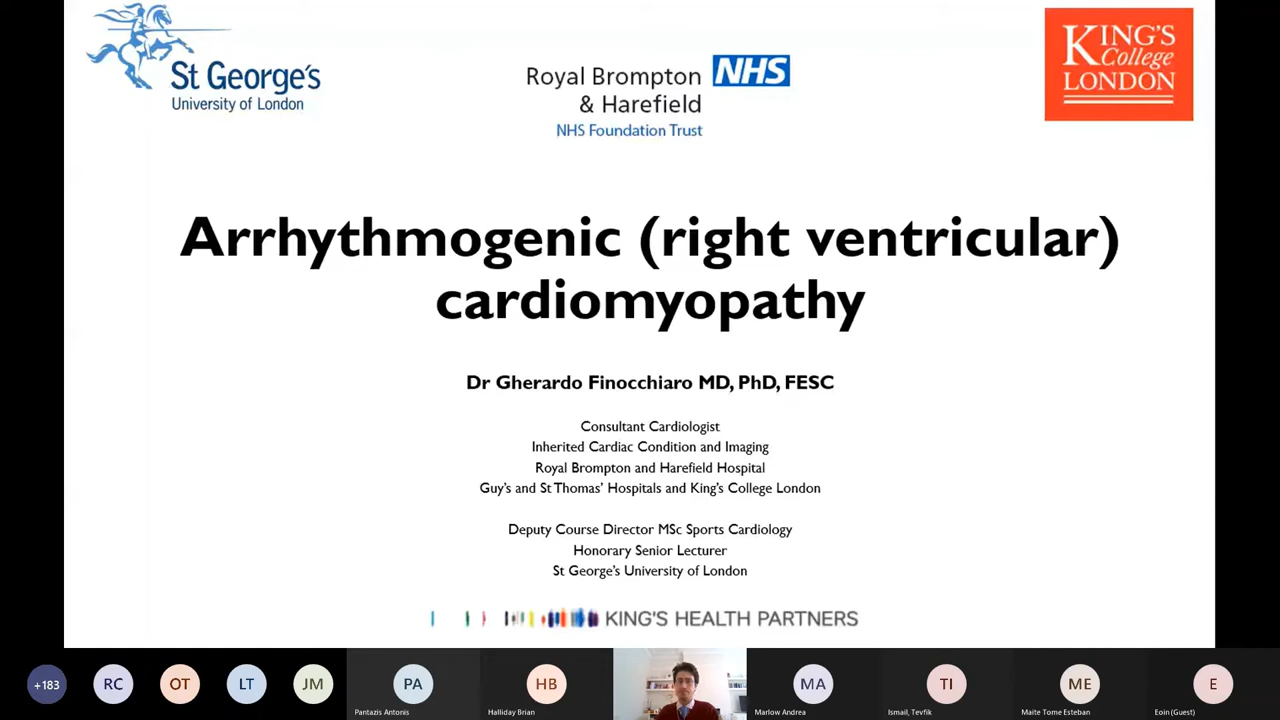 St George's
University of London
Royal Brompton NHS
& Harefield
NHS Foundation Trust
KING'S
College
LONDON
Arrhythmogenic (right ventricular)
cardiomyopathy
Dr Gherardo Finocchiaro MD, PhD, FESC
Consultant Cardiologist
Inherited Cardiac Condition and Imaging
Royal Brompton and Harefield Hospital
Guy's and St Thomas' Hospitals and King's College London
Deputy Course Director MSc Sports Cardiology
Honorary Senior Lecturer
St George's University of London
KING'S HEALTH PARTNERS
+183
RC
OT
LT
JM
PA
Pantazis Antonis
HB
Halliday Brian
MA
Marlow Andrea
TI
Ismail, Tevfik
ME
Maite Tome Esteban
E
Eoin (Guest)